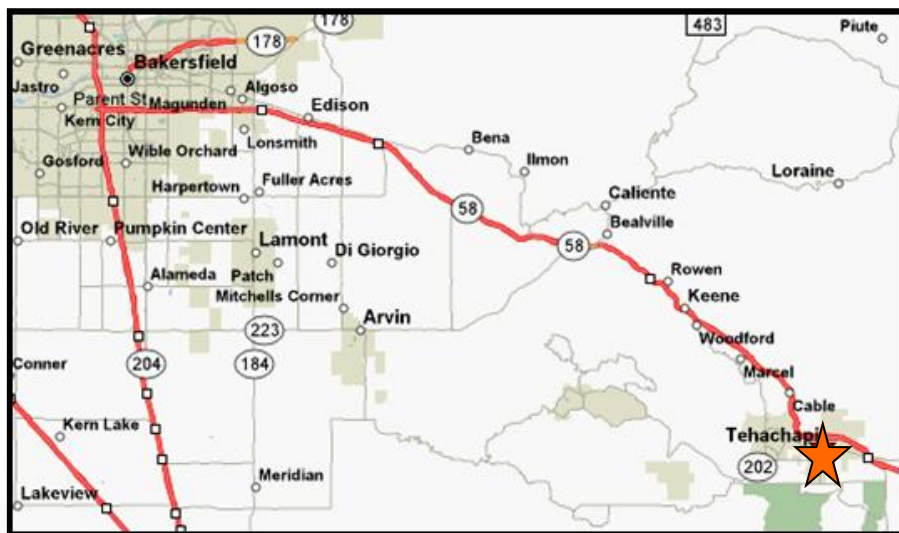 178
483
Piute
Greenacres
178
Bakersfield
Jastro
Algoso
Parent St
Magunden
Edison
Kern City
Lonsmith
Bena
Wible Orchard
Ilmon
Gosford
Loraine
Fuller Acres
Harpertown
Caliente
58
Bealville
Old River
Pumpkin Center
Lamont
58
Di Giorgio
Alameda
Patch
Rowen
Mitchells Corner
Keene
Arvin
223
Woodford
Conner
204
184
Marcel
Cable
Kern Lake
202
Meridian
Lakeview